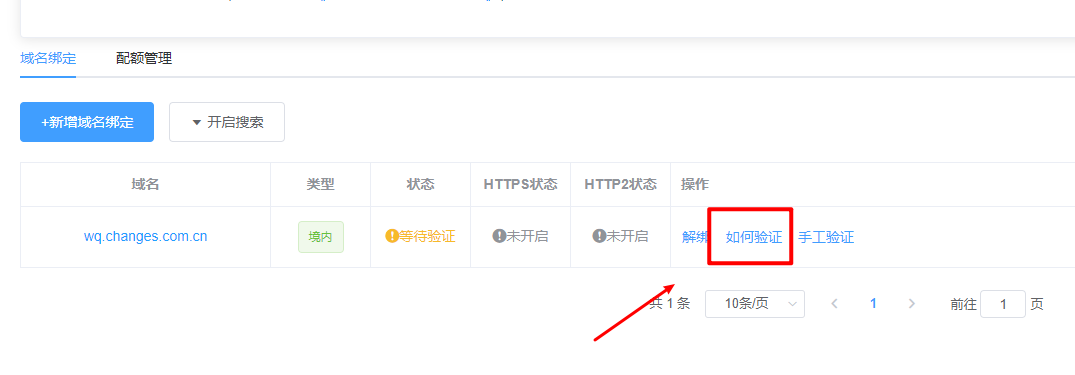 域名绑定 配额管理
+新增域名绑定 开启搜索
域名 类型 状态 HTTPS状态 HTTP2状态 操作
wq.changes.com.cn 境内 等待验证 未开启 未开启 解绑 如何验证 手工验证
共 1 条 10条/页 1 前往 1 页